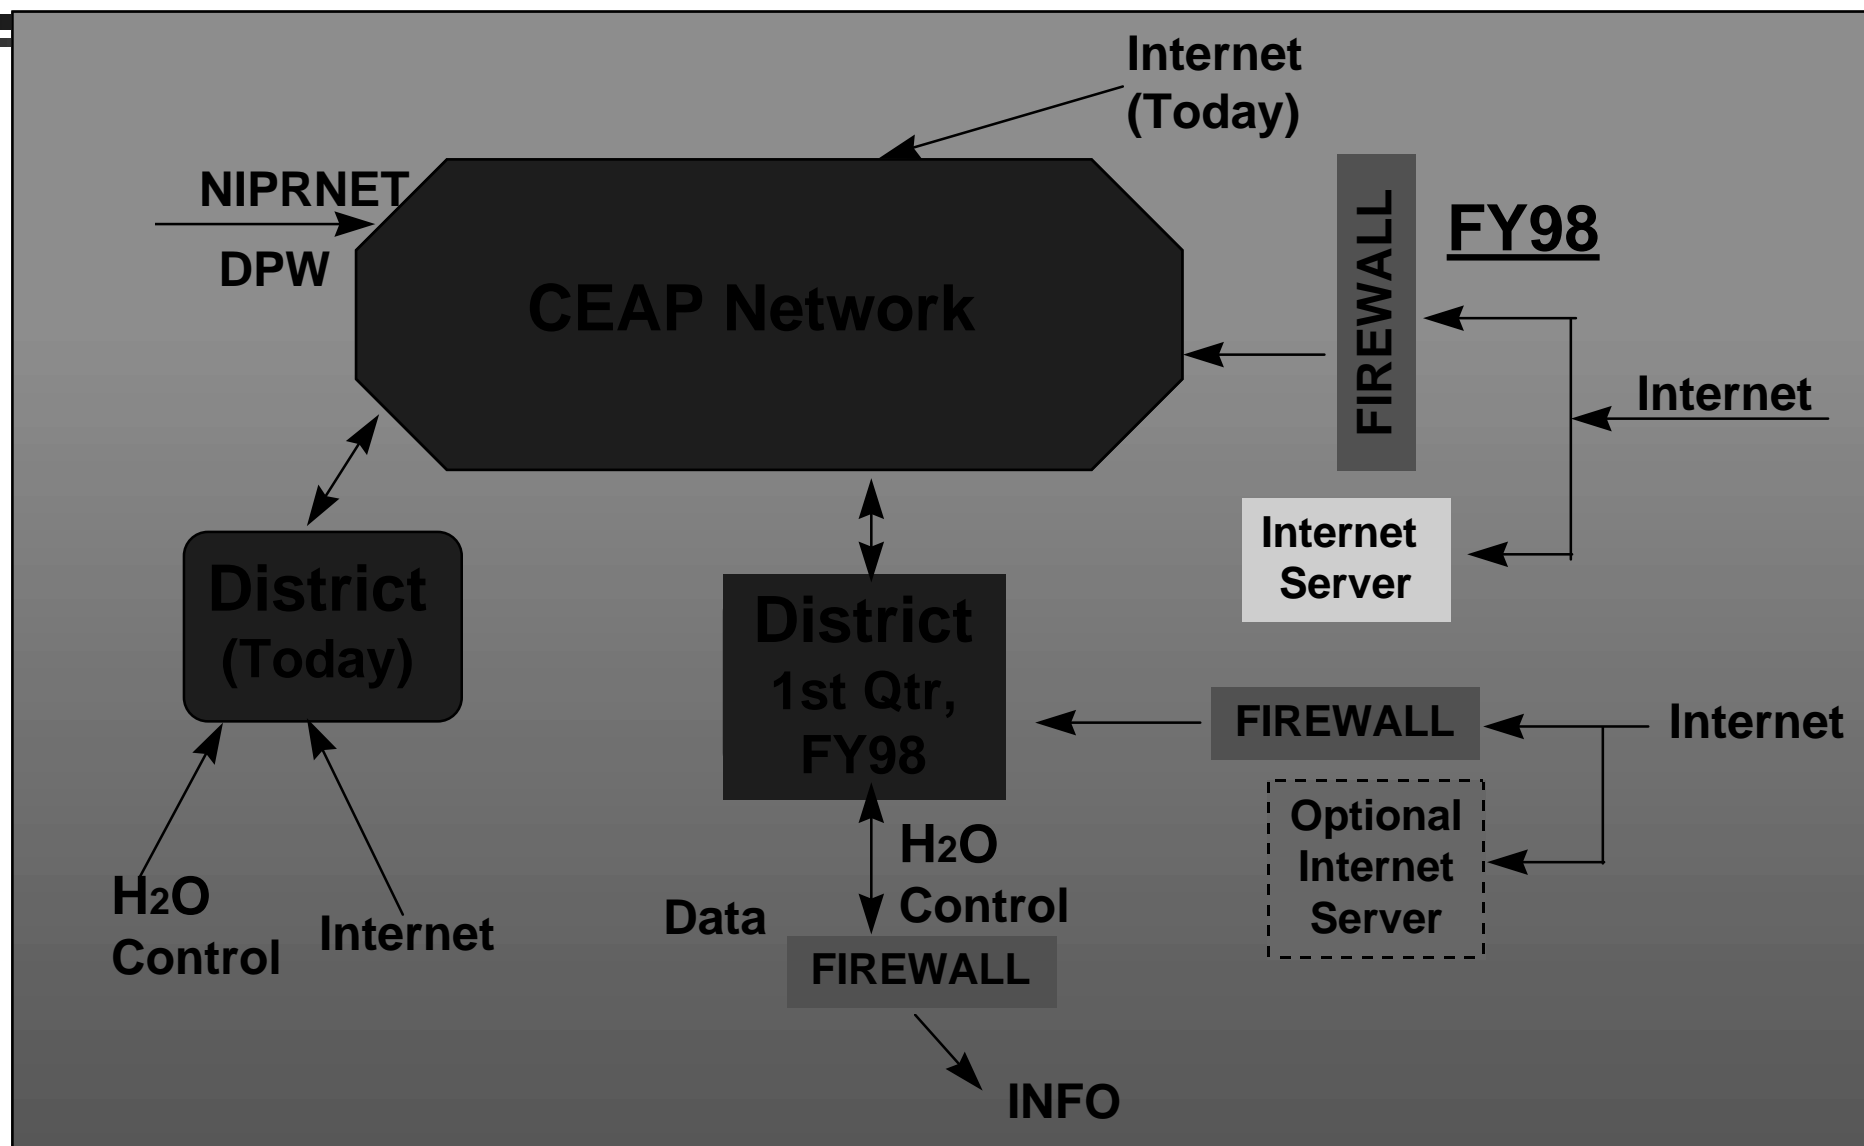 Internet
(Today)
NIPRNET
DPW
CEAP Network
FIREWALL
FY98
Internet
Internet
Server
District
(Today)
District
1st Qtr,
FY98
FIREWALL
Internet
Optional
Internet
Server
H2O
Control
Internet
Data
H2O
Control
FIREWALL
INFO